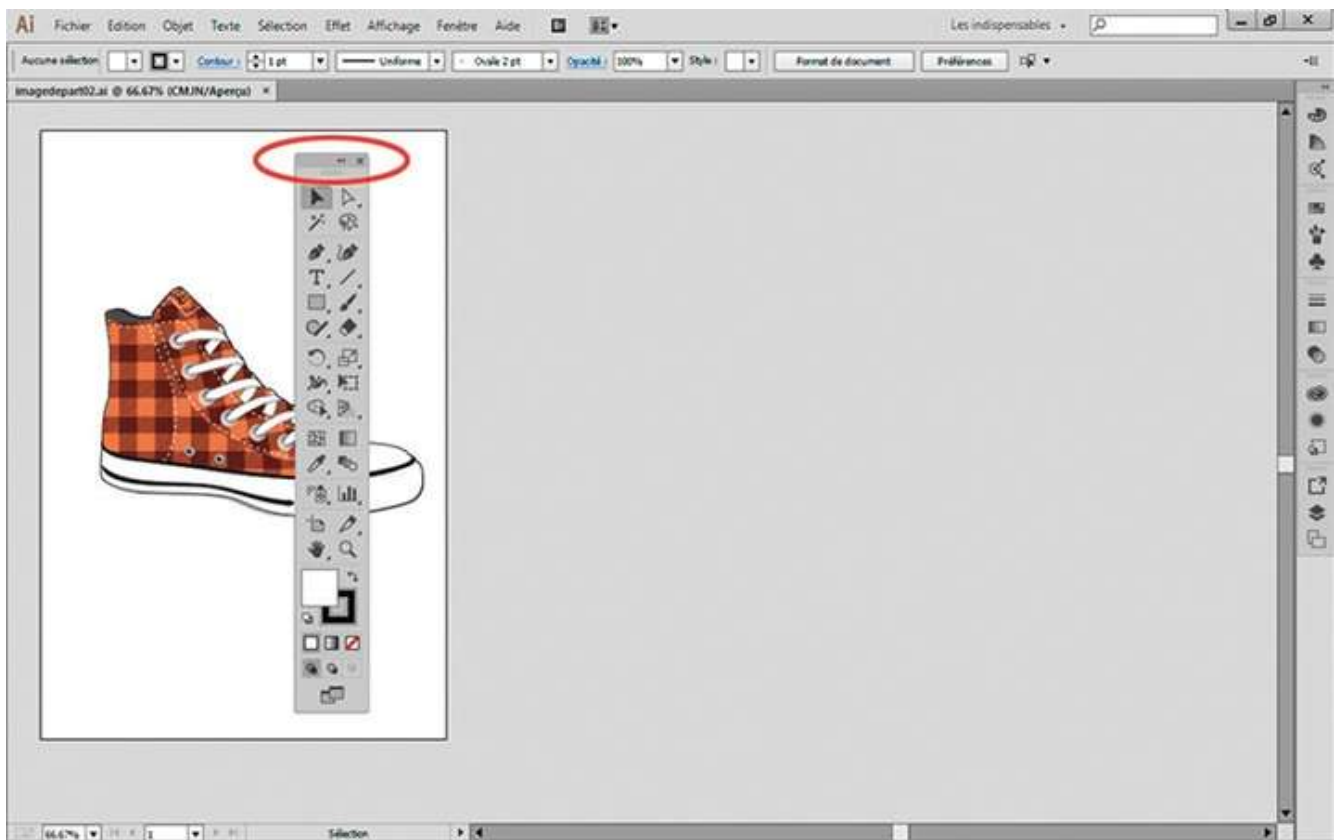 Ai Fichier Edition Objet Texte Sélection Effet Affichage Fenêtre Aide Les indispensables
Aucune sélection Contour : 1 pt Uniforme Ovale 2 pt Opacité : 100% Style : Format de document Préférences
imagedepart02.ai @ 66.67% (CMJN/Aperçu) ×
T
66.67% 1 Sélection